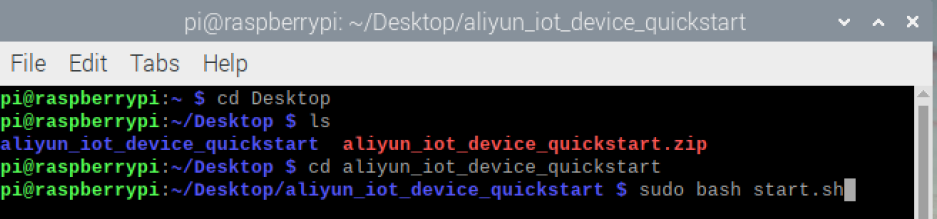 pi@raspberrypi: ~/Desktop/aliyun_iot_device_quickstart
File Edit Tabs Help
pi@raspberrypi:~ $ cd Desktop
pi@raspberrypi:~/Desktop $ ls
aliyun_iot_device_quickstart  aliyun_iot_device_quickstart.zip
pi@raspberrypi:~/Desktop $ cd aliyun_iot_device_quickstart
pi@raspberrypi:~/Desktop/aliyun_iot_device_quickstart $ sudo bash start.sh